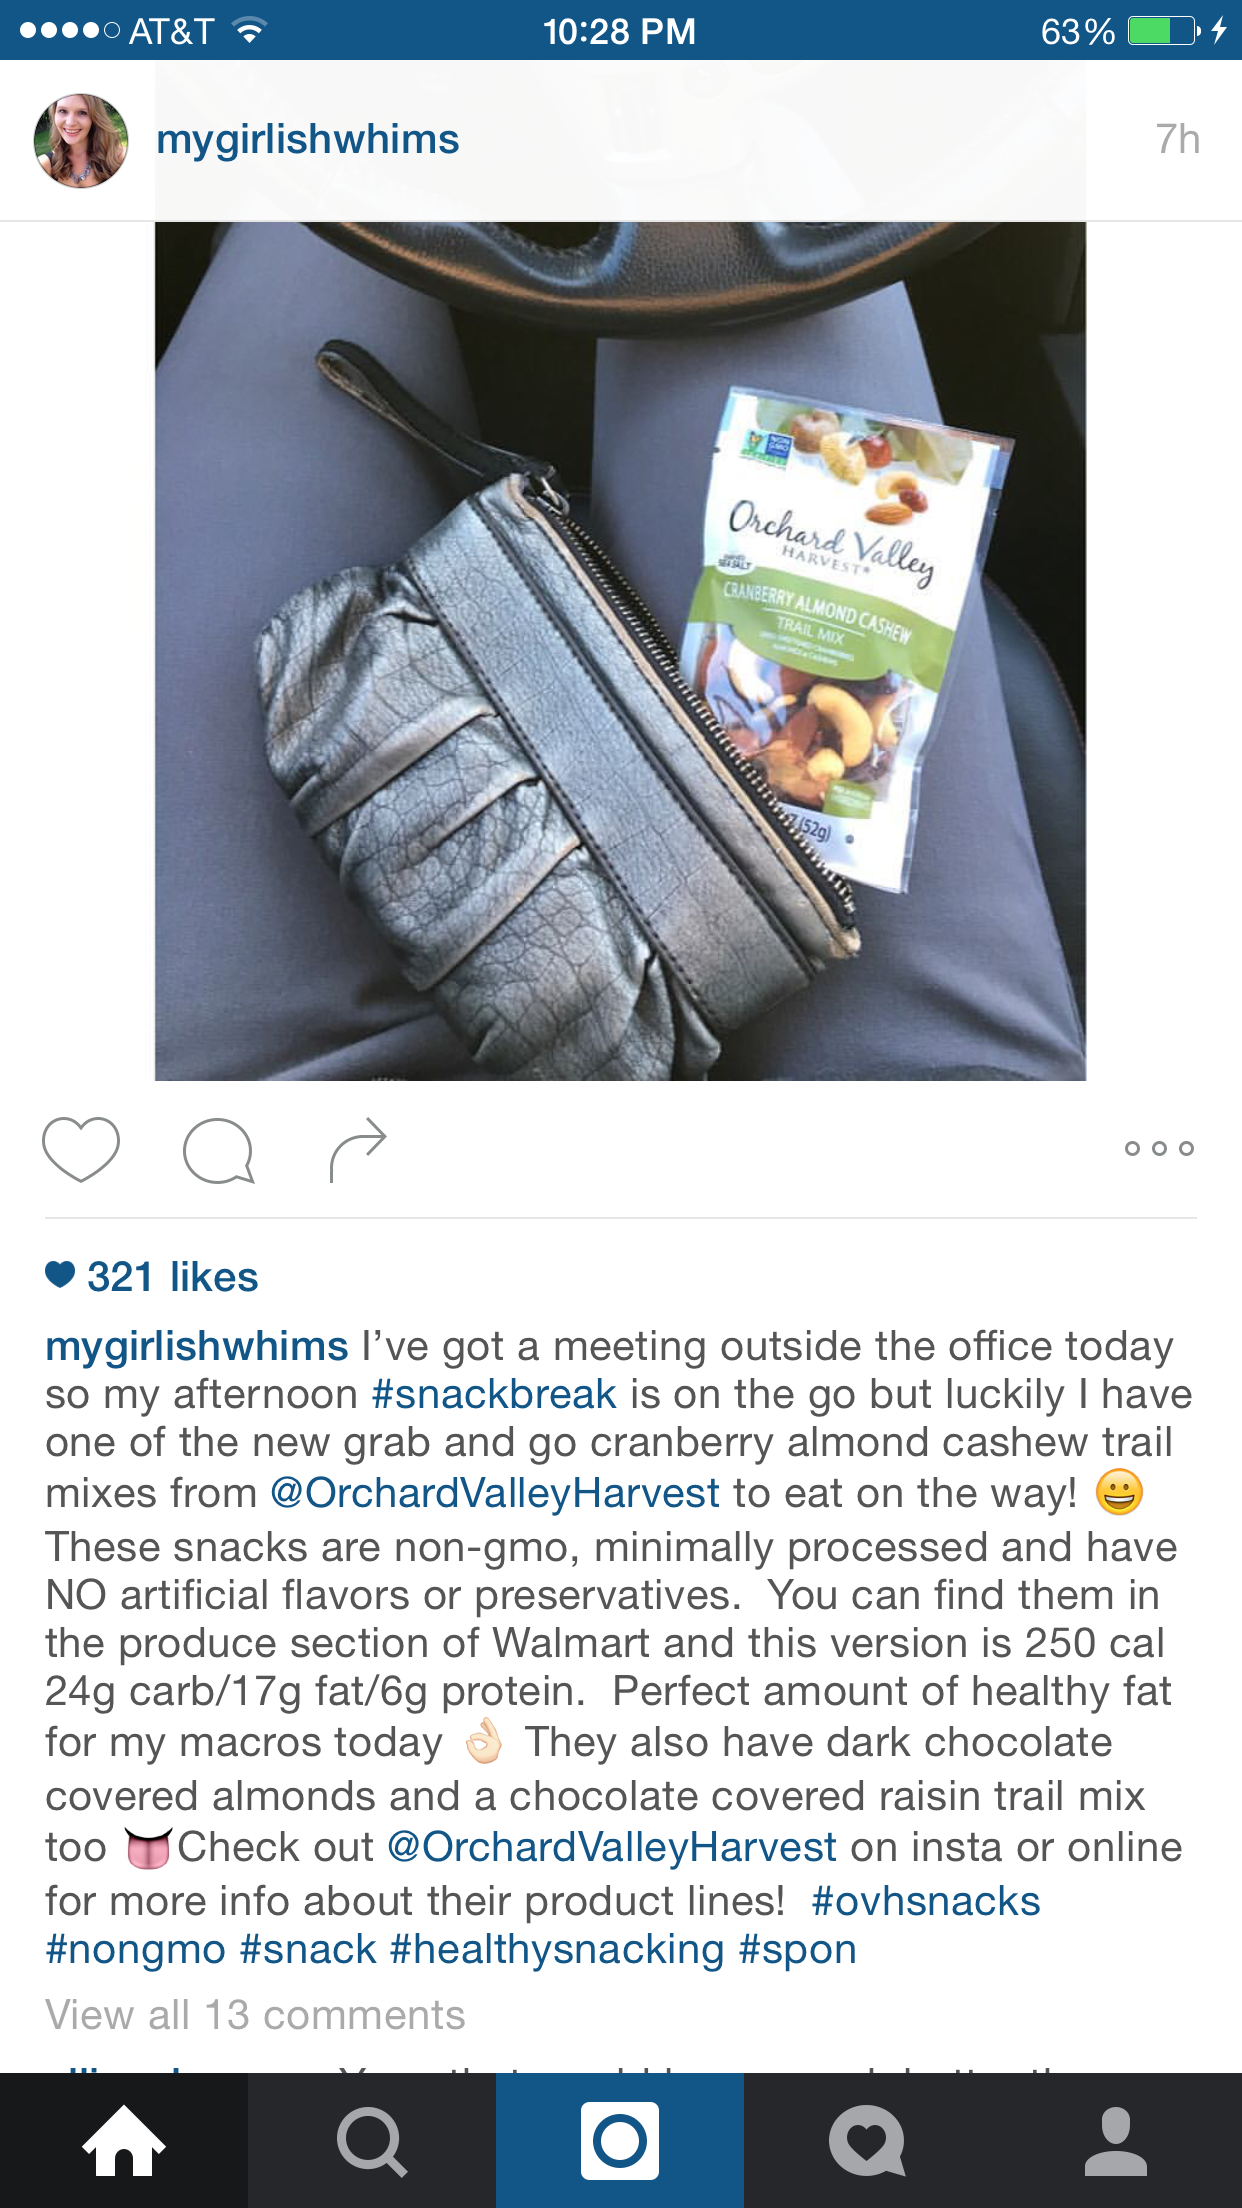 AT&T 10:28 PM 63%
mygirlishwhims 7h
NON GMO
Orchard Valley
HARVEST®
SEA SALT
CRANBERRY ALMOND CASHEW
TRAIL MIX
(52g)
321 likes
mygirlishwhims I've got a meeting outside the office today
so my afternoon #snackbreak is on the go but luckily I have
one of the new grab and go cranberry almond cashew trail
mixes from @OrchardValleyHarvest to eat on the way! 😀
These snacks are non-gmo, minimally processed and have
NO artificial flavors or preservatives.  You can find them in
the produce section of Walmart and this version is 250 cal
24g carb/17g fat/6g protein.  Perfect amount of healthy fat
for my macros today 👌🏻 They also have dark chocolate
covered almonds and a chocolate covered raisin trail mix
too 👅Check out @OrchardValleyHarvest on insta or online
for more info about their product lines!  #ovhsnacks
#nongmo #snack #healthysnacking #spon
View all 13 comments